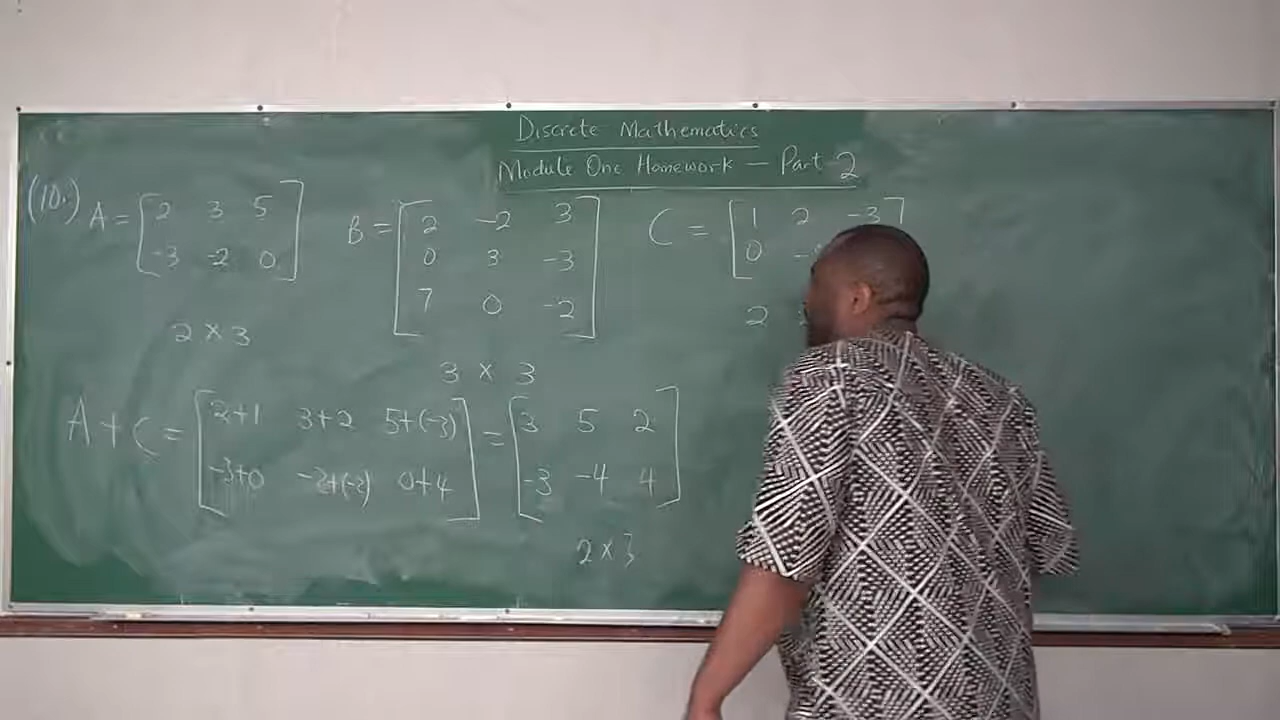 Discrete Mathematics
Module One Homework — Part 2
(10.) A = [2 3 5
-3 -2 0]
2 × 3
B = [2 -2 3
0 3 -3
7 0 -2]
3 × 3
C = [1 2 -3]
[0 -
2
A + C = [2+1 3+2 5+(-3)
-3+0 -2+(-2) 0+4] = [3 5 2
-3 -4 4]
2 × 3